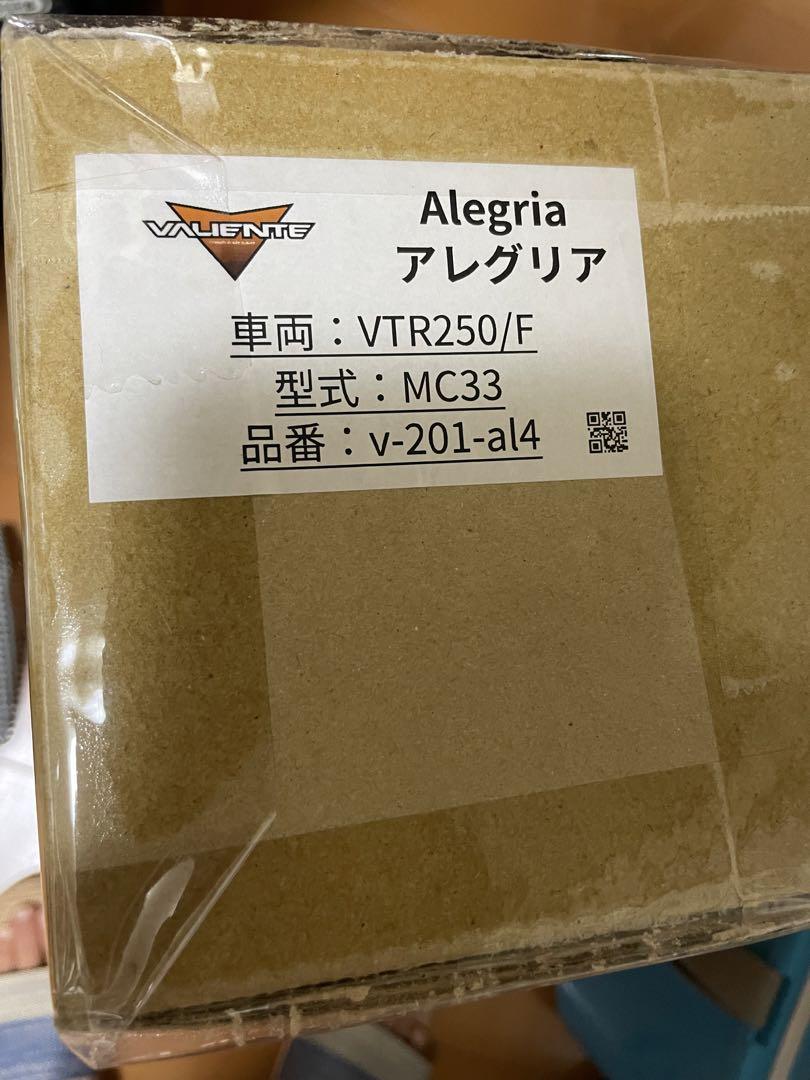 VALIENTE
Alegria
アレグリア
車両：VTR250/F
型式：MC33
品番：v-201-al4